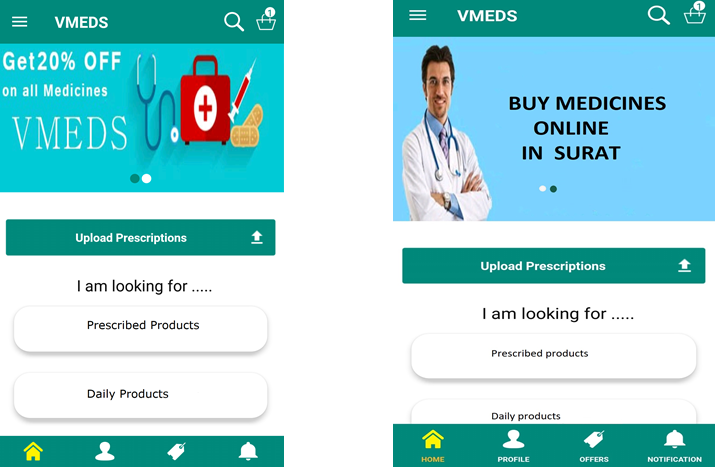 VMEDS
1
Get20% OFF
on all Medicines
VMEDS
Upload Prescriptions
I am looking for .....
Prescribed Products
Daily Products
VMEDS
1
BUY MEDICINES
ONLINE
IN SURAT
Upload Prescriptions
I am looking for .....
Prescribed products
Daily products
HOME PROFILE OFFERS NOTIFICATION